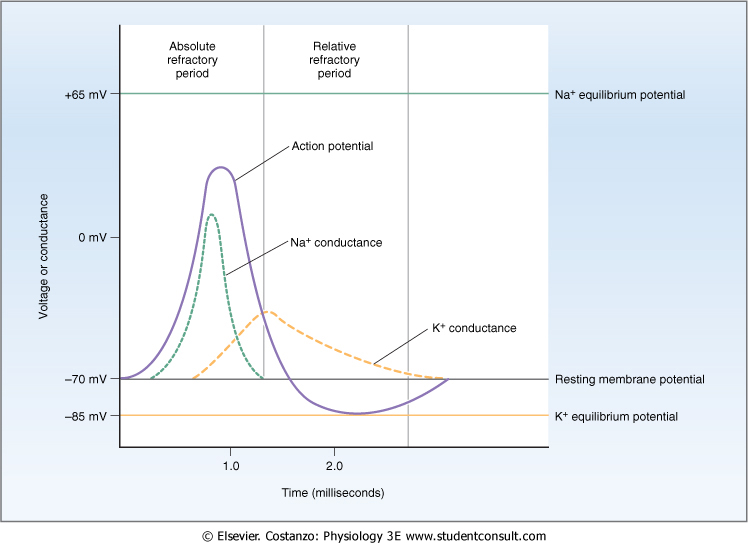 Absolute
refractory
period
Relative
refractory
period
+65 mV
Na⁺ equilibrium potential
Action potential
Voltage or conductance
0 mV
Na⁺ conductance
K⁺ conductance
–70 mV
Resting membrane potential
–85 mV
K⁺ equilibrium potential
1.0
2.0
Time (milliseconds)
© Elsevier. Costanzo: Physiology 3E www.studentconsult.com